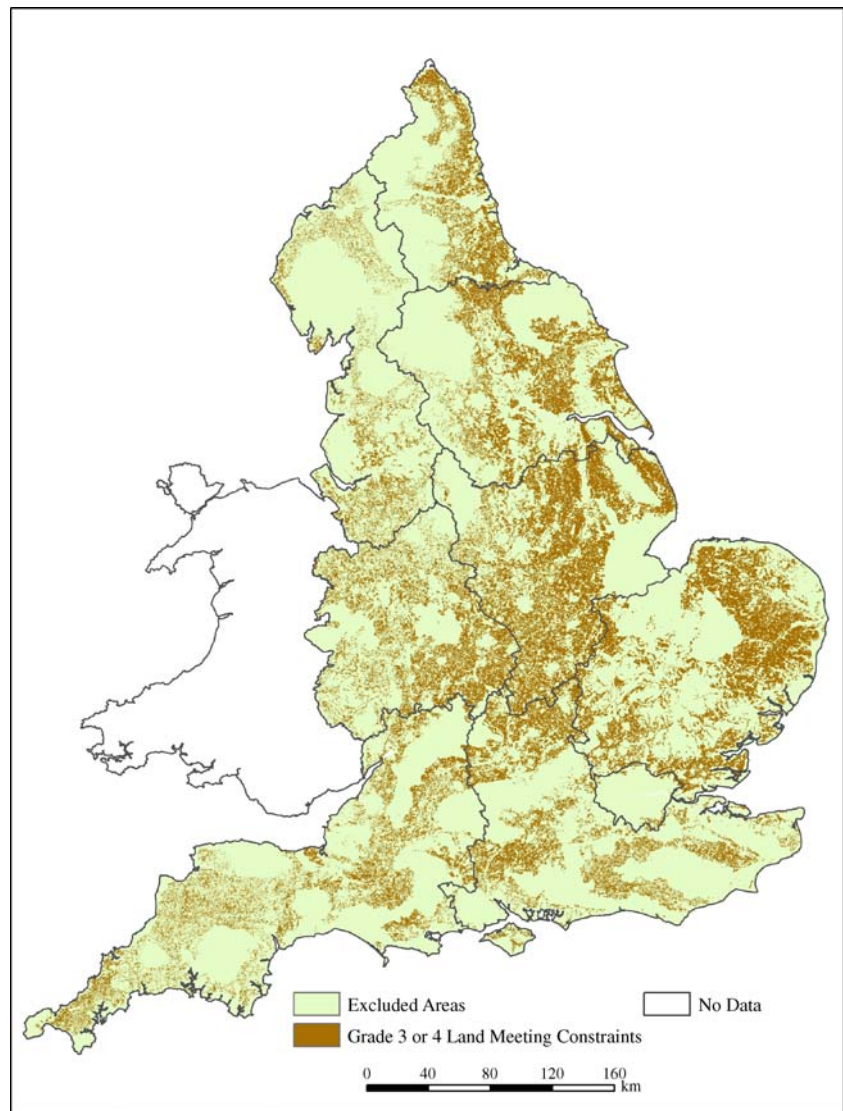 Excluded Areas
No Data
Grade 3 or 4 Land Meeting Constraints
0 40 80 120 160
km